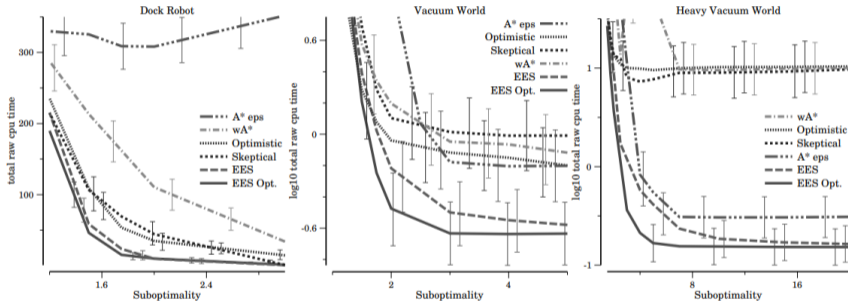 Dock Robot
total raw cpu time
300
200
100
A* eps
wA*
Optimistic
Skeptical
EES
EES Opt.
1.6
2.4
Suboptimality
Vacuum World
log10 total raw cpu time
0
-0.6
A* eps
Optimistic
Skeptical
wA*
EES
EES Opt.
2
4
Suboptimality
Heavy Vacuum World
log10 total raw cpu time
1
0
-1
wA*
Optimistic
Skeptical
A* eps
EES
EES Opt.
8
16
Suboptimality